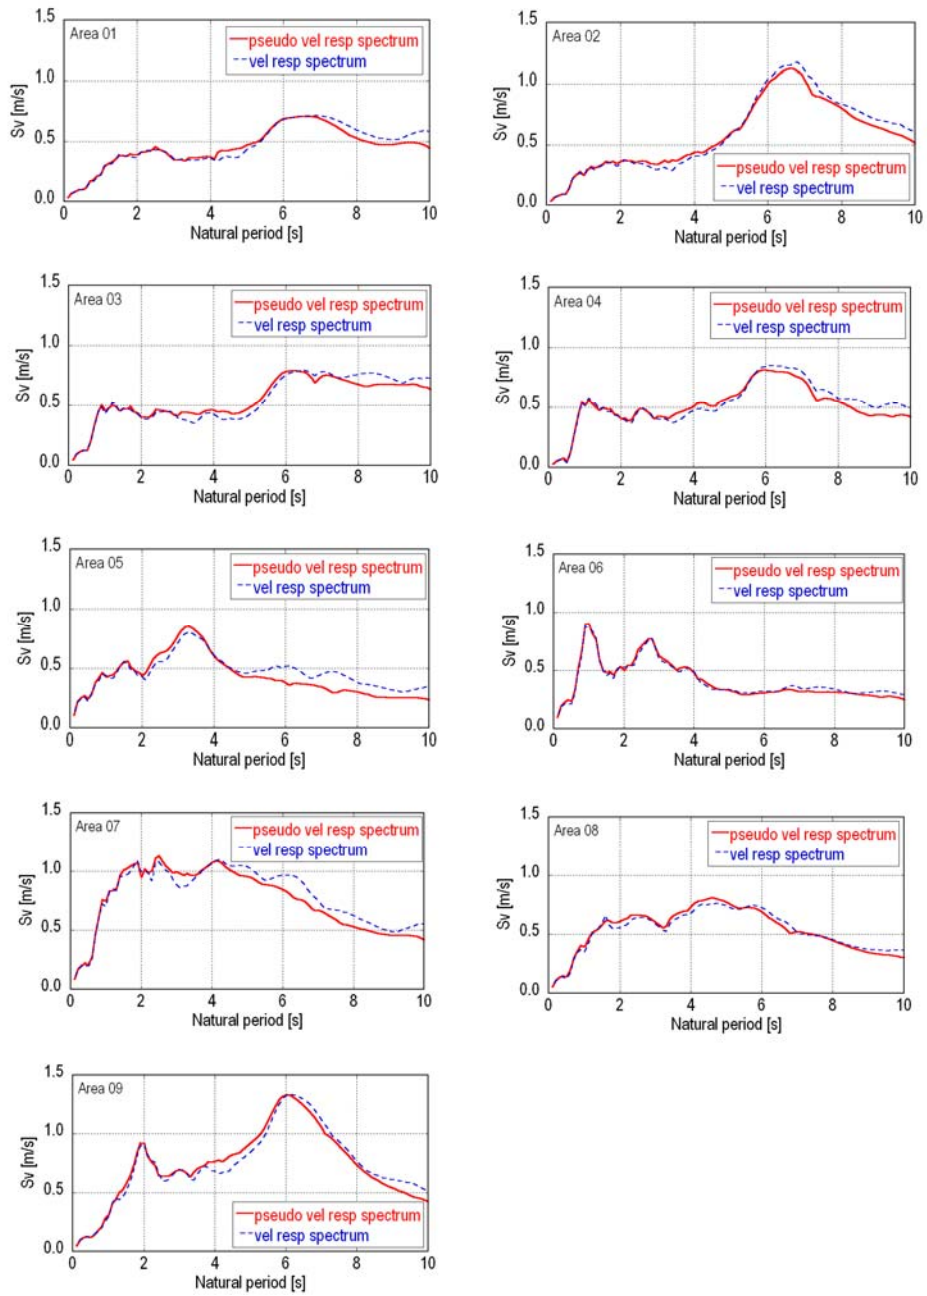 1.5
Area 01
pseudo vel resp spectrum
vel resp spectrum
1.0
Sv [m/s]
0.5
0.0
0 2 4 6 8 10
Natural period [s]
1.5
Area 02
1.0
Sv [m/s]
0.5
pseudo vel resp spectrum
vel resp spectrum
0.0
0 2 4 6 8 10
Natural period [s]
1.5
Area 03
pseudo vel resp spectrum
vel resp spectrum
1.0
Sv [m/s]
0.5
0.0
0 2 4 6 8 10
Natural period [s]
1.5
Area 04
pseudo vel resp spectrum
vel resp spectrum
1.0
Sv [m/s]
0.5
0.0
0 2 4 6 8 10
Natural period [s]
1.5
Area 05
pseudo vel resp spectrum
vel resp spectrum
1.0
Sv [m/s]
0.5
0.0
0 2 4 6 8 10
Natural period [s]
1.5
Area 06
pseudo vel resp spectrum
vel resp spectrum
1.0
Sv [m/s]
0.5
0.0
0 2 4 6 8 10
Natural period [s]
1.5
Area 07
pseudo vel resp spectrum
vel resp spectrum
1.0
Sv [m/s]
0.5
0.0
0 2 4 6 8 10
Natural period [s]
1.5
Area 08
pseudo vel resp spectrum
vel resp spectrum
1.0
Sv [m/s]
0.5
0.0
0 2 4 6 8 10
Natural period [s]
1.5
Area 09
1.0
Sv [m/s]
0.5
pseudo vel resp spectrum
vel resp spectrum
0.0
0 2 4 6 8 10
Natural period [s]